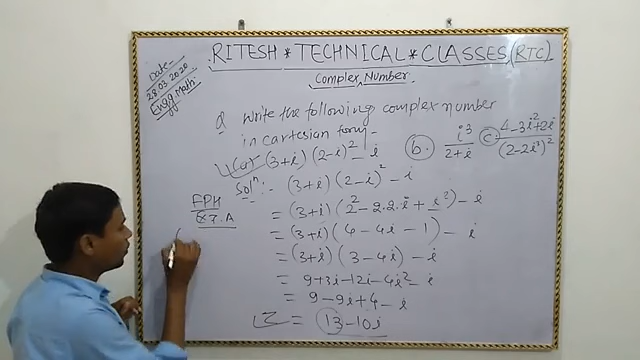 RITESH * TECHNICAL * CLASSES (RTC)
Complex Number
Date-
28.03.2020
Engg Math:
Q Write the following complex number
in cartesian form-
(a) (3+i)(2-i)² - i
b. i³/(2+i)
c. (4-3i²+2i)/(2-2i³)²
Solⁿ:- (3+i)(2-i)² - i
FPH
Ex 7.A
= (3+i)(2²-2.2.i+i²)-i
= (3+i)(4-4i-1)-i
= (3+i)(3-4i)-i
= 9+3i-12i-4i²-i
= 9-9i+4-i
= 13-10i